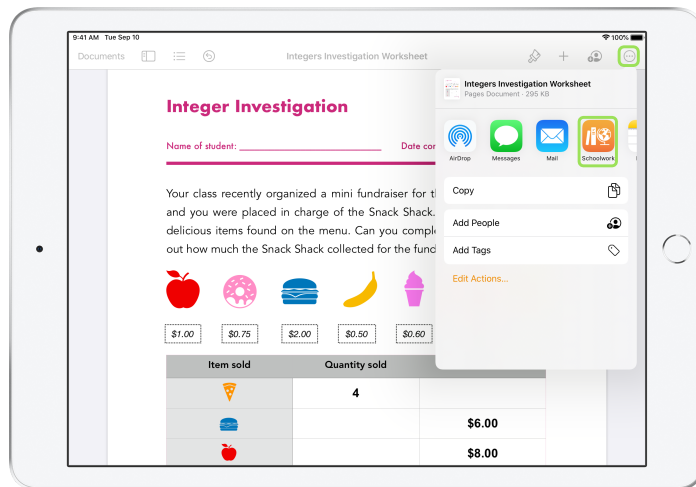 9:41 AM Tue Sep 10
100%
Documents
Integers Investigation Worksheet
Integer Investigation
Name of student:
Date
Your class recently organized a mini fundraiser for
and you were placed in charge of the Snack Shack.
delicious items found on the menu. Can you
out how much the Snack Shack collected for the
$1.00 $0.75 $2.00 $0.50 $0.60
Item sold Quantity sold
4
$6.00
$8.00
Integers Investigation Worksheet
Pages Document · 295 KB
AirDrop Messages Mail Schoolwork
Copy
Add People
Add Tags
Edit Actions...